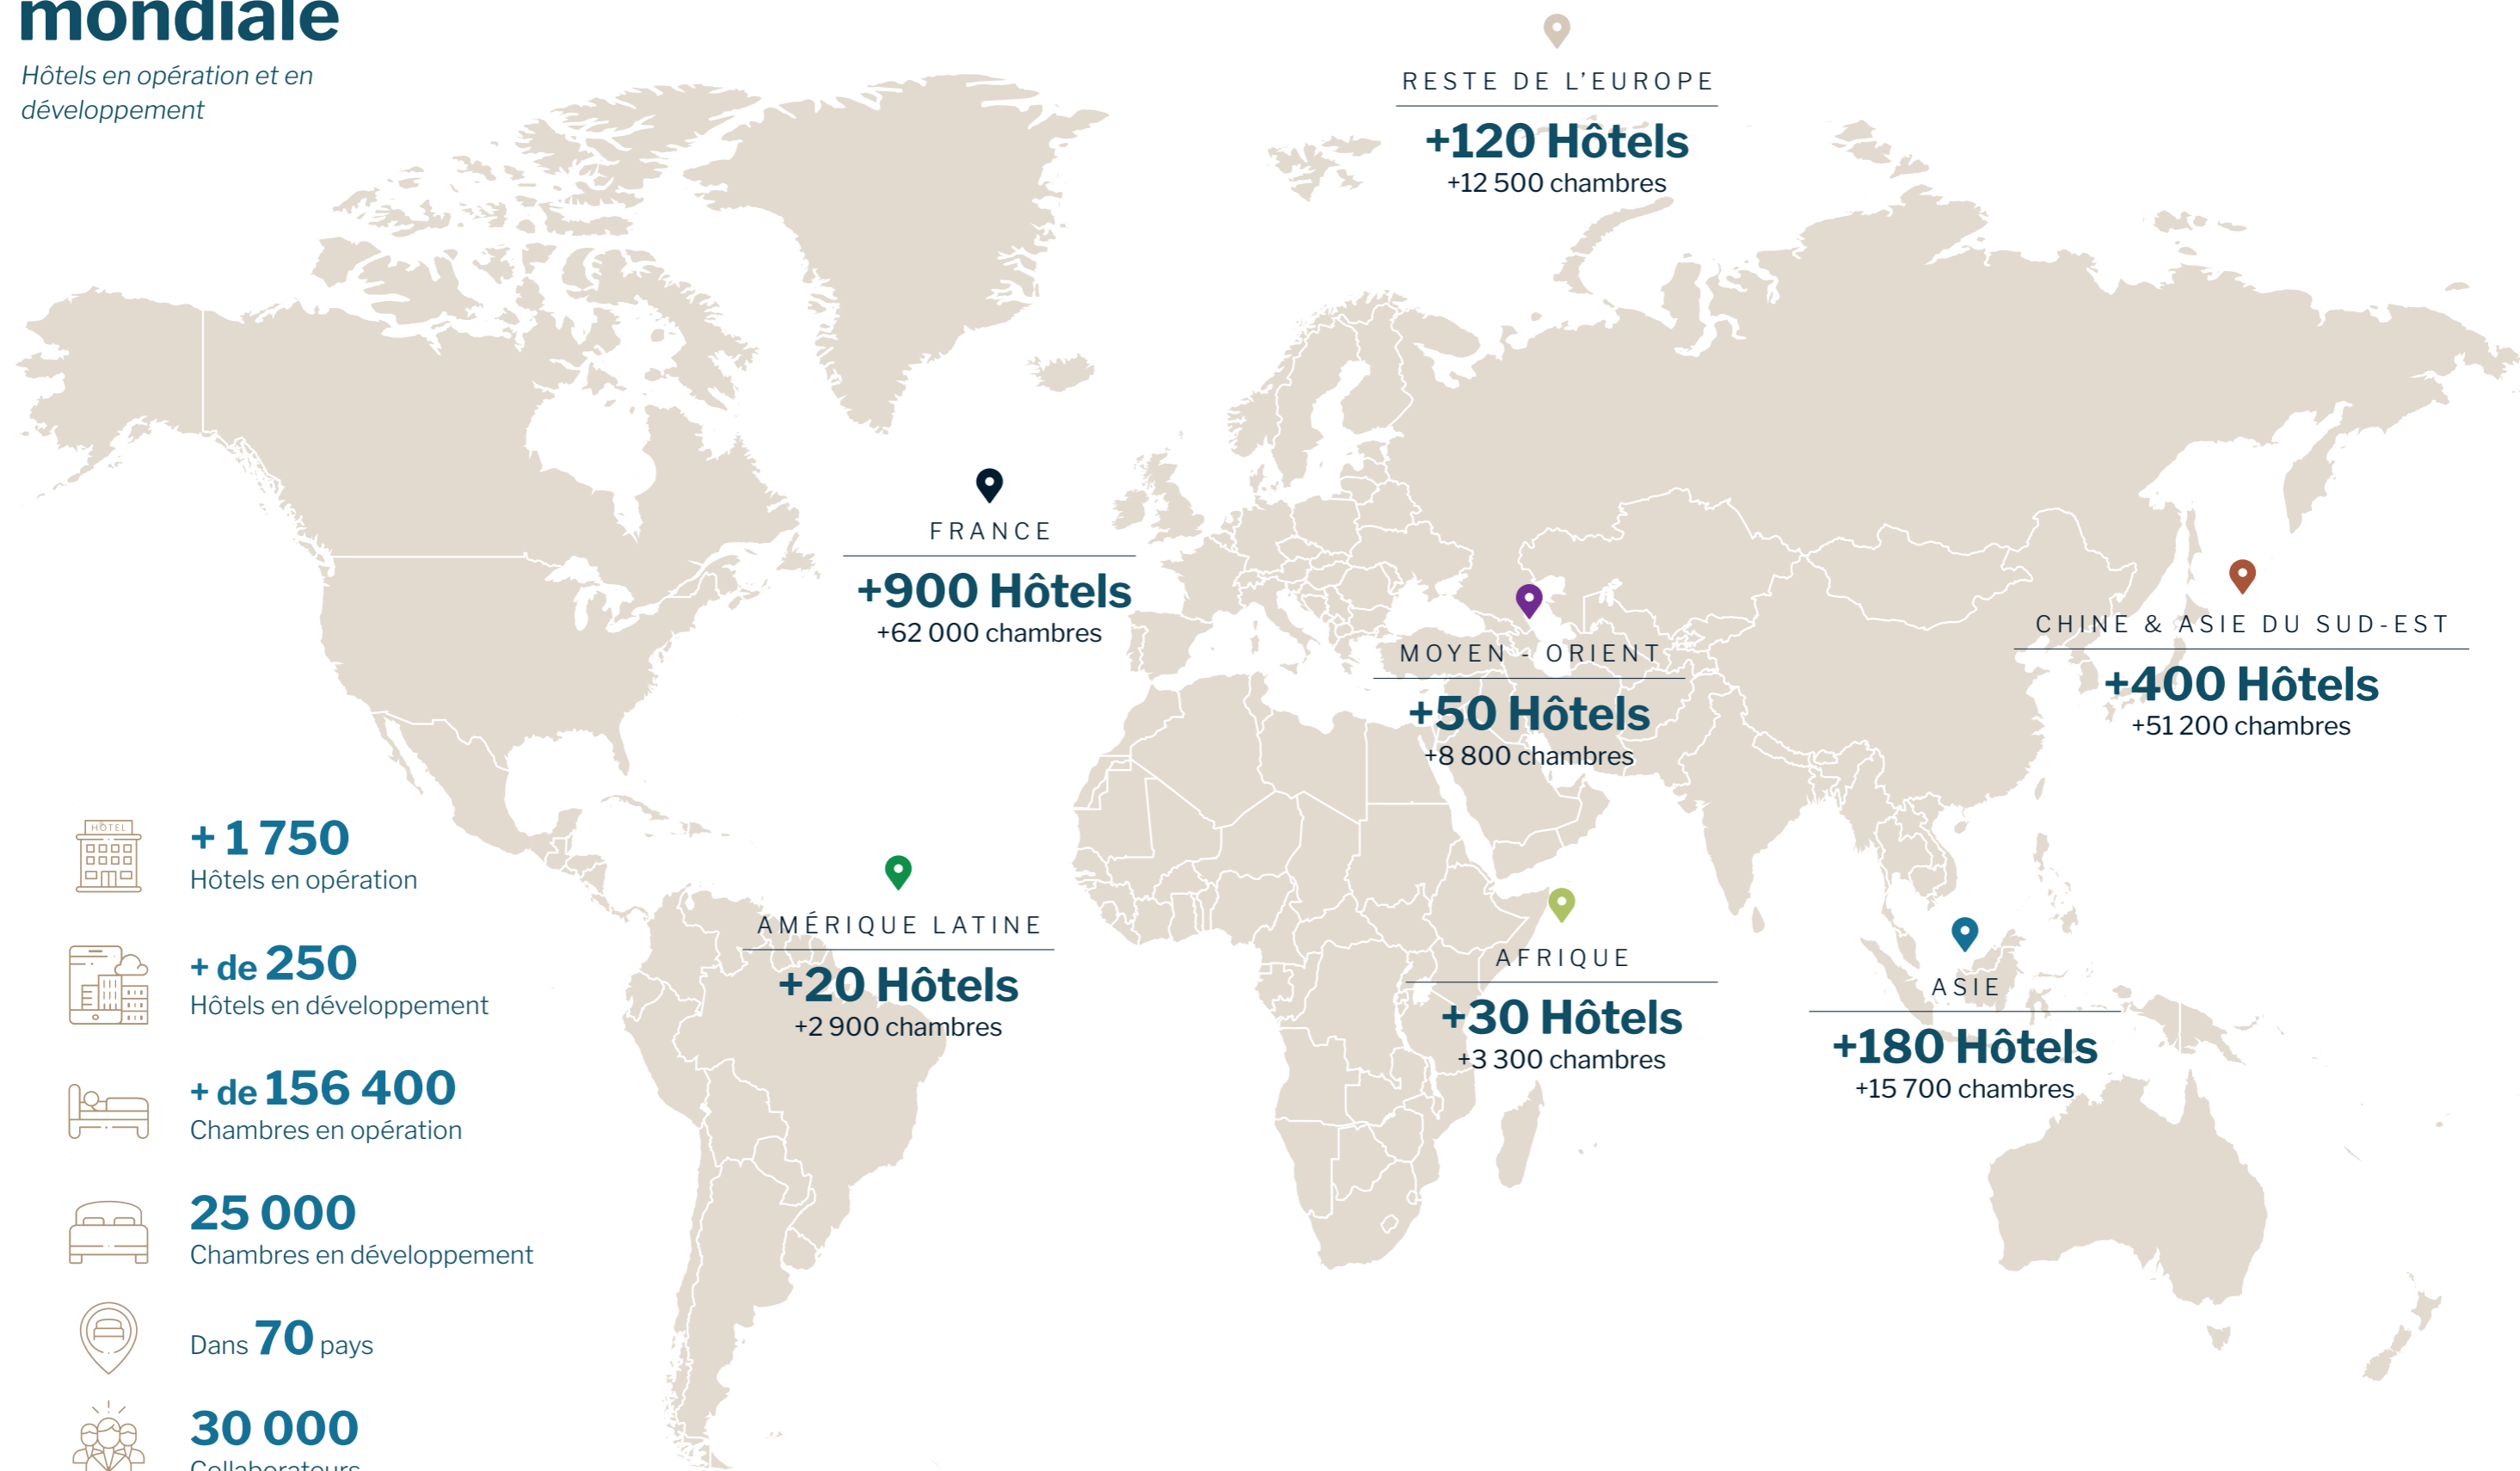 mondiale
Hôtels en opération et en
développement
RESTE DE L’EUROPE
+120 Hôtels
+12 500 chambres
FRANCE
+900 Hôtels
+62 000 chambres
MOYEN - ORIENT
+50 Hôtels
+8 800 chambres
CHINE & ASIE DU SUD-EST
+400 Hôtels
+51 200 chambres
AMÉRIQUE LATINE
+20 Hôtels
+2 900 chambres
AFRIQUE
+30 Hôtels
+3 300 chambres
ASIE
+180 Hôtels
+15 700 chambres
HOTEL
+ 1 750
Hôtels en opération
+ de 250
Hôtels en développement
+ de 156 400
Chambres en opération
25 000
Chambres en développement
Dans 70 pays
30 000
Collaborateurs